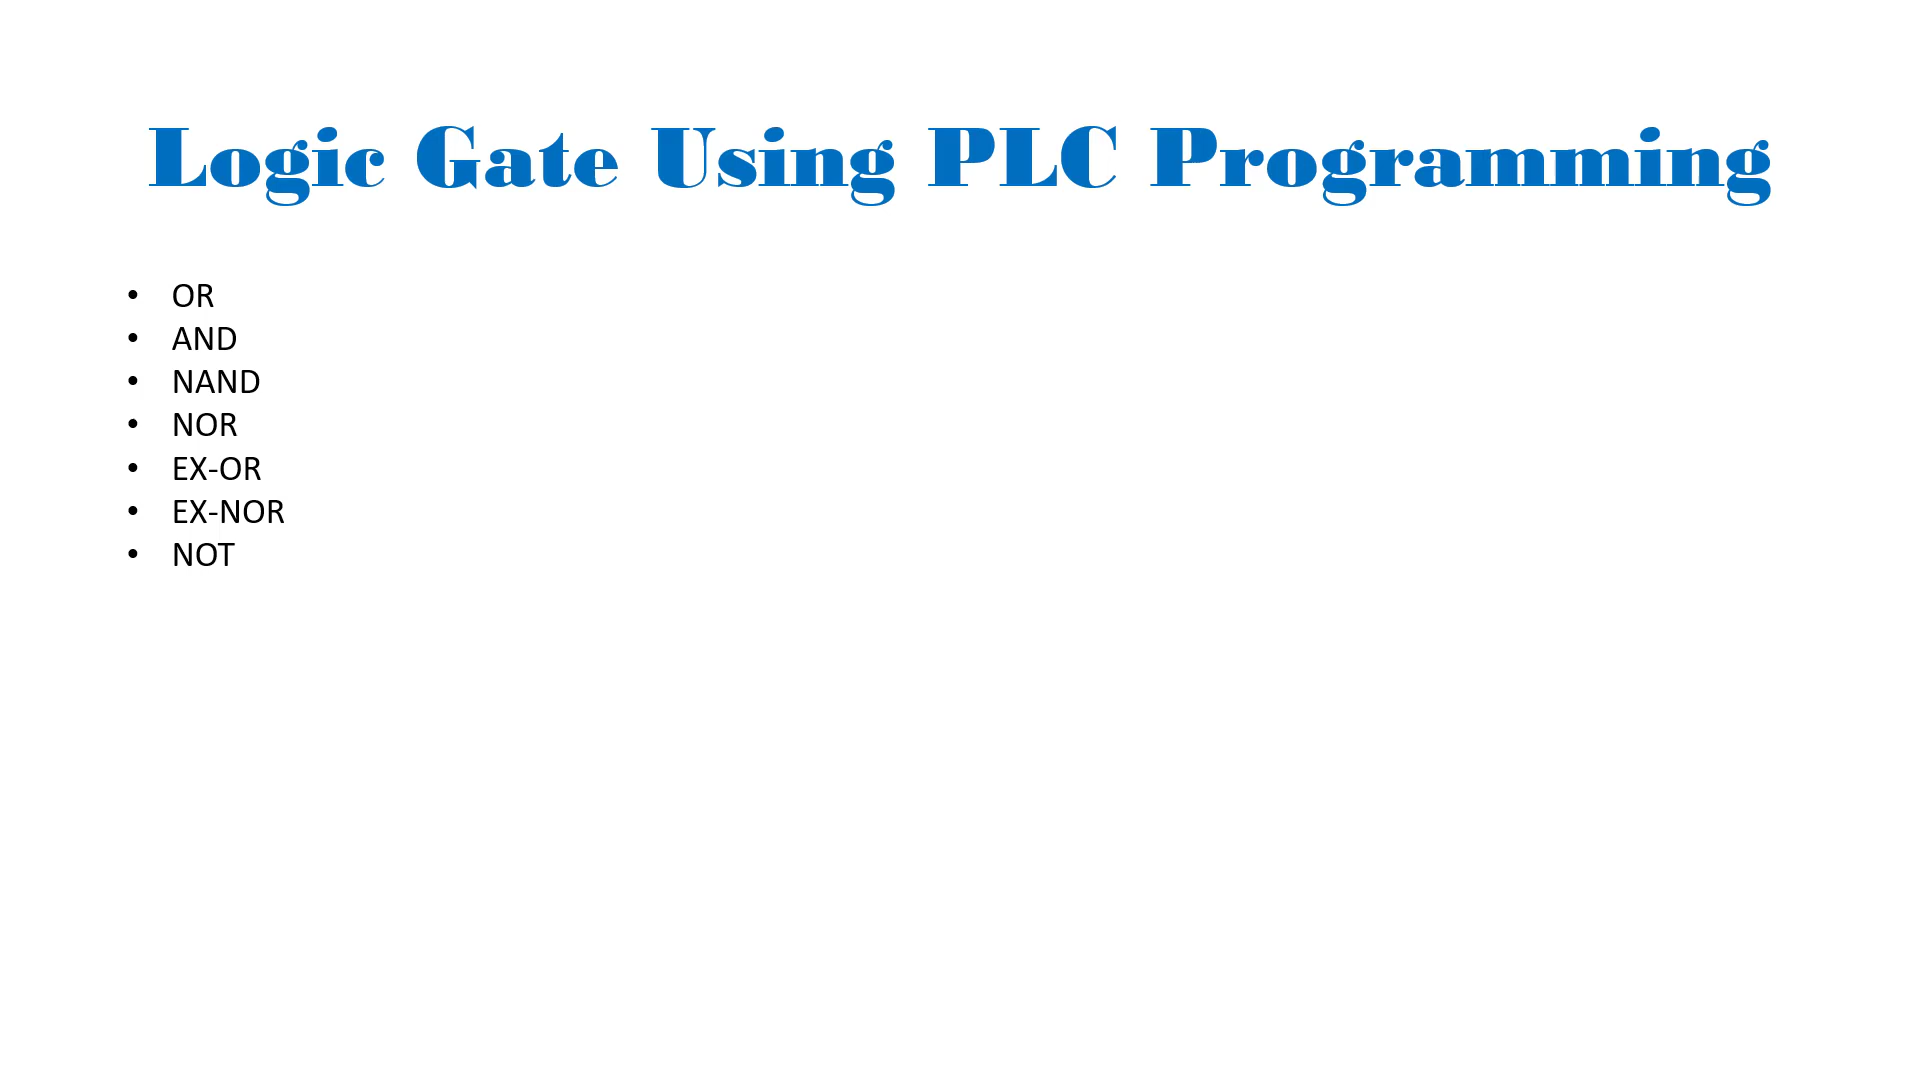 Logic Gate Using PLC Programming
• OR
• AND
• NAND
• NOR
• EX-OR
• EX-NOR
• NOT